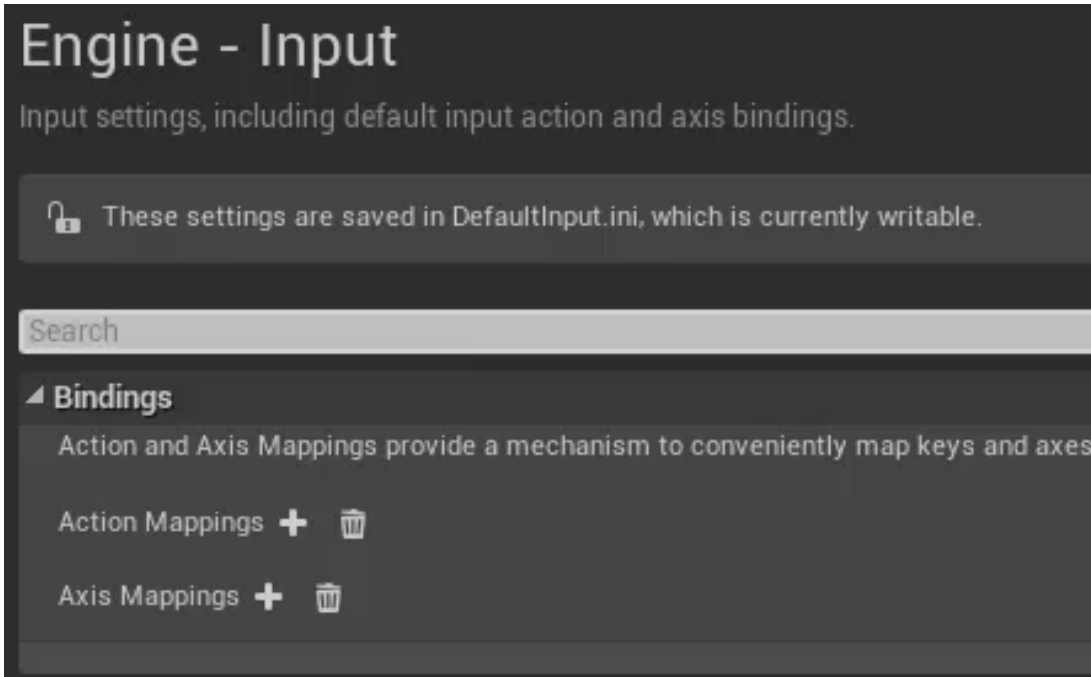 Engine - Input
Input settings, including default input action and axis bindings.
These settings are saved in DefaultInput.ini, which is currently writable.
Search
Bindings
Action and Axis Mappings provide a mechanism to conveniently map keys and axes
Action Mappings
Axis Mappings